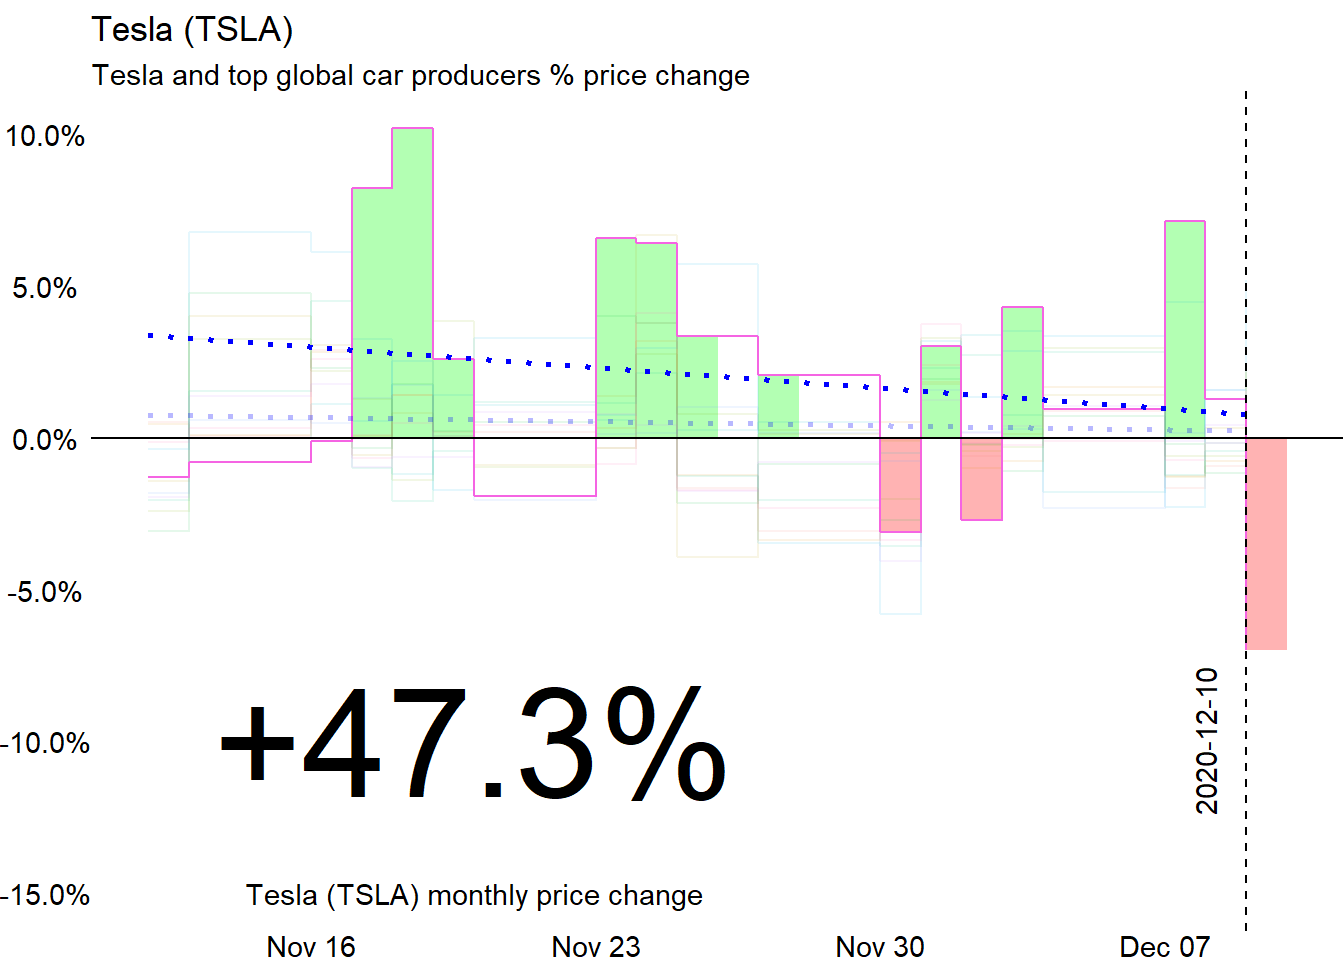 Tesla (TSLA)
Tesla and top global car producers % price change
10.0%
5.0%
0.0%
-5.0%
-10.0%
-15.0%
+47.3%
Tesla (TSLA) monthly price change
2020-12-10
Nov 16
Nov 23
Nov 30
Dec 07